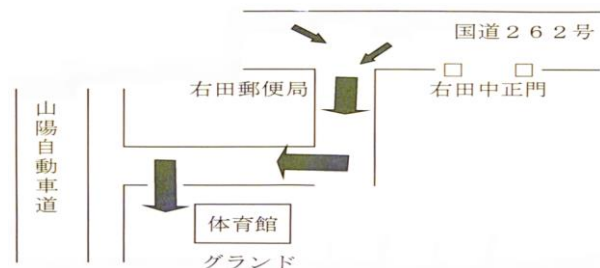 国道２６２号
右田郵便局
右田中正門
山陽自動車道
体育館
グランド